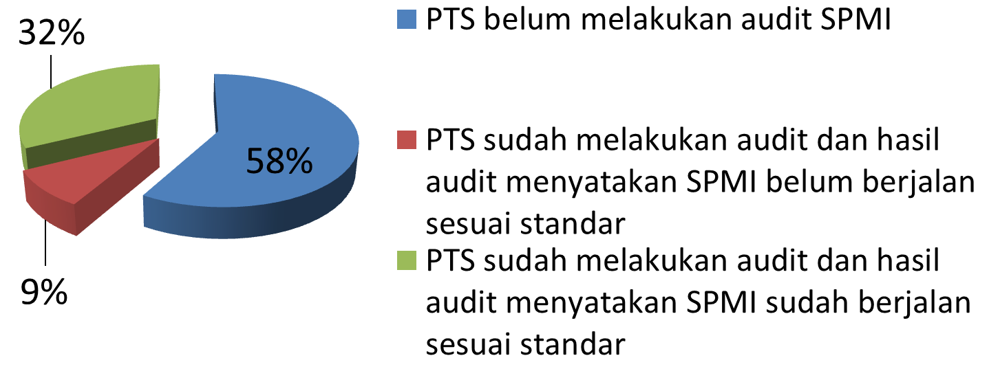 32%
58%
9%
PTS belum melakukan audit SPMI
PTS sudah melakukan audit dan hasil
audit menyatakan SPMI belum berjalan
sesuai standar
PTS sudah melakukan audit dan hasil
audit menyatakan SPMI sudah berjalan
sesuai standar